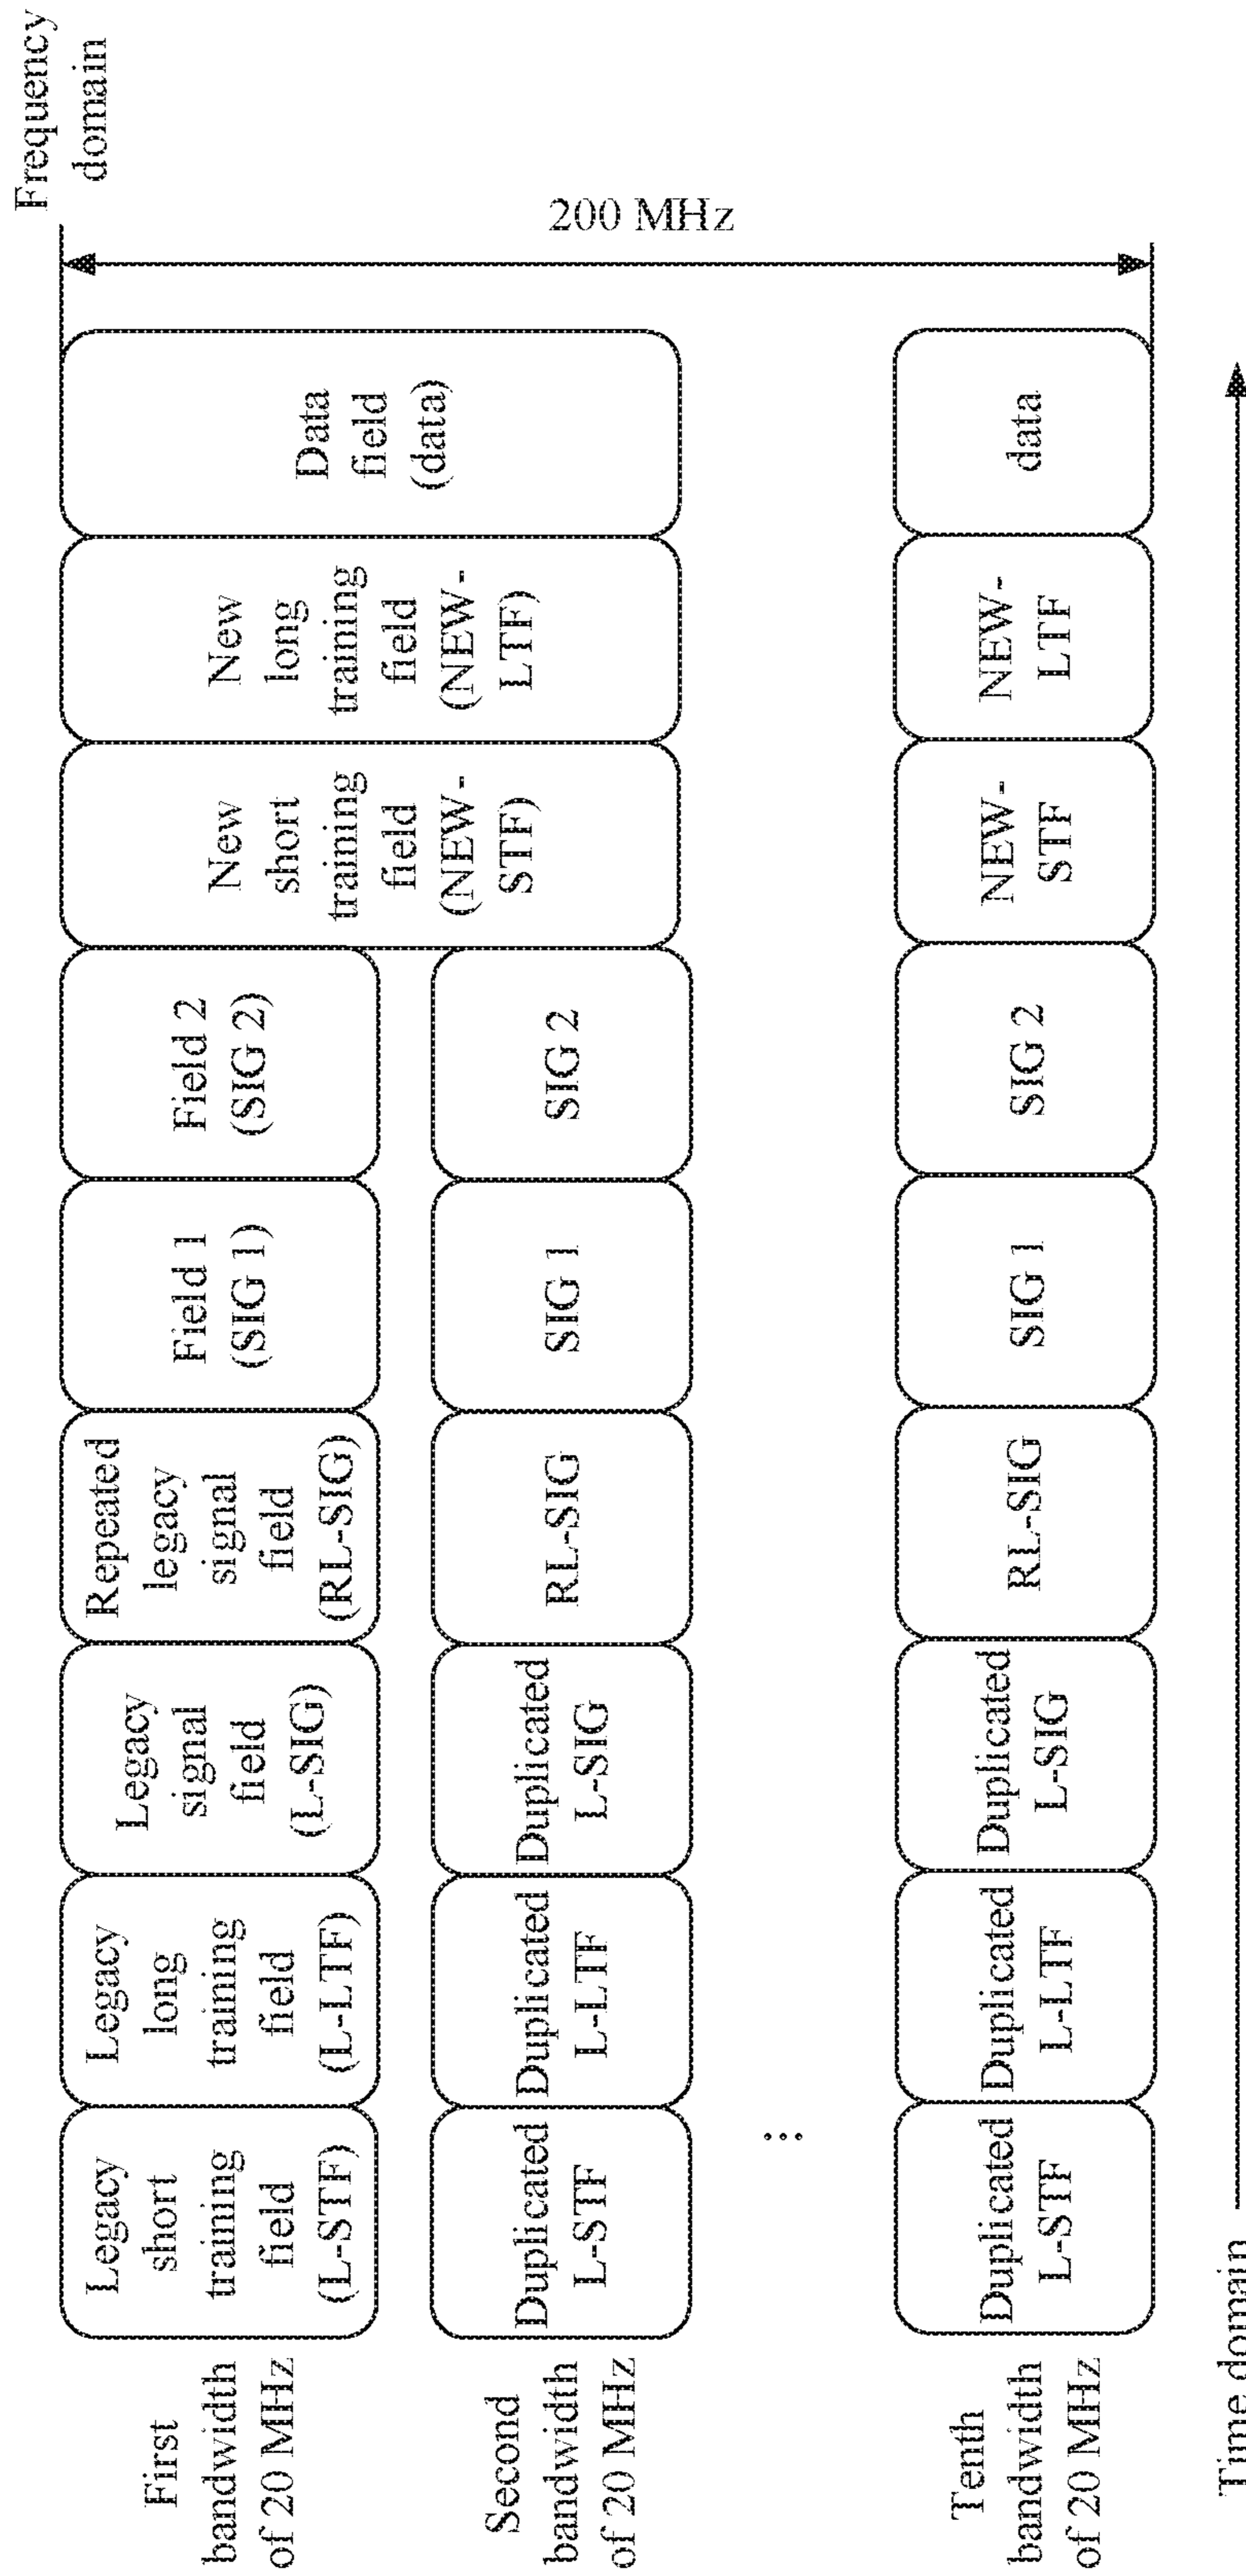 Frequency
domain
200 MHz
First
bandwidth
of 20 MHz
Legacy
short
training
field
(L-STF)
Legacy
long
training
field
(L-LTF)
Legacy
signal
field
(L-SIG)
Repeated
legacy
signal
field
(RL-SIG)
Field 1
(SIG 1)
Field 2
(SIG 2)
New
short
training
field
(NEW-
STF)
New
long
training
field
(NEW-
LTF)
Data
field
(data)
Second
bandwidth
of 20 MHz
Duplicated
L-STF
Duplicated
L-LTF
Duplicated
L-SIG
RL-SIG
SIG 1
SIG 2
...
Tenth
bandwidth
of 20 MHz
Duplicated
L-STF
Duplicated
L-LTF
Duplicated
L-SIG
RL-SIG
SIG 1
SIG 2
NEW-
STF
NEW-
LTF
data
Time domain